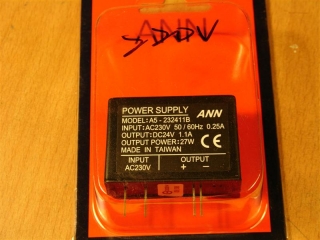 ANN
POWER SUPPLY
ANN
MODEL:A5 - 232411B
INPUT:AC230V 50 / 60Hz 0.25A
OUTPUT:DC24V 1.1A
OUTPUT POWER:27W CE
MADE IN TAIWAN
INPUT OUTPUT
AC230V + −